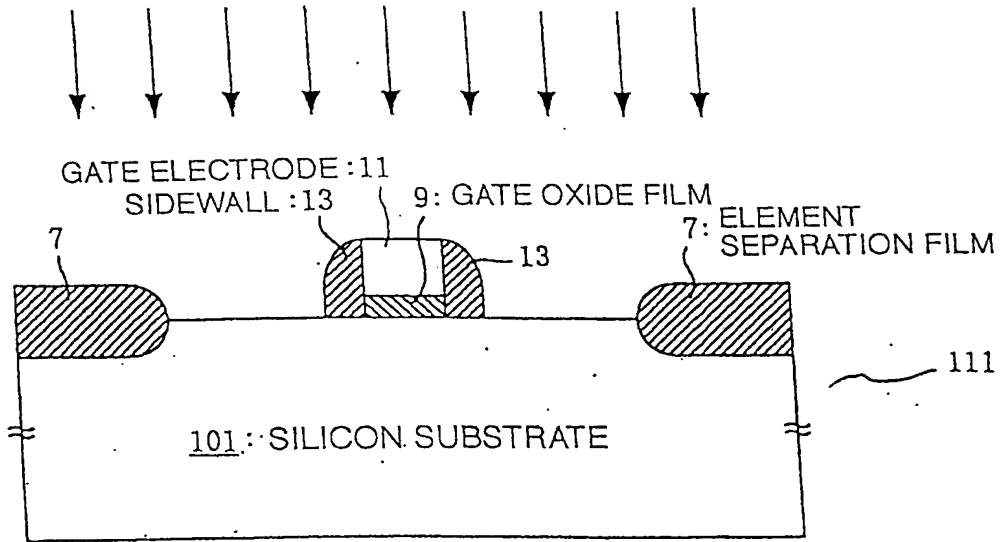 GATE ELECTRODE :11
SIDEWALL :13
9: GATE OXIDE FILM
7: ELEMENT
SEPARATION FILM
7
13
111
101: SILICON SUBSTRATE